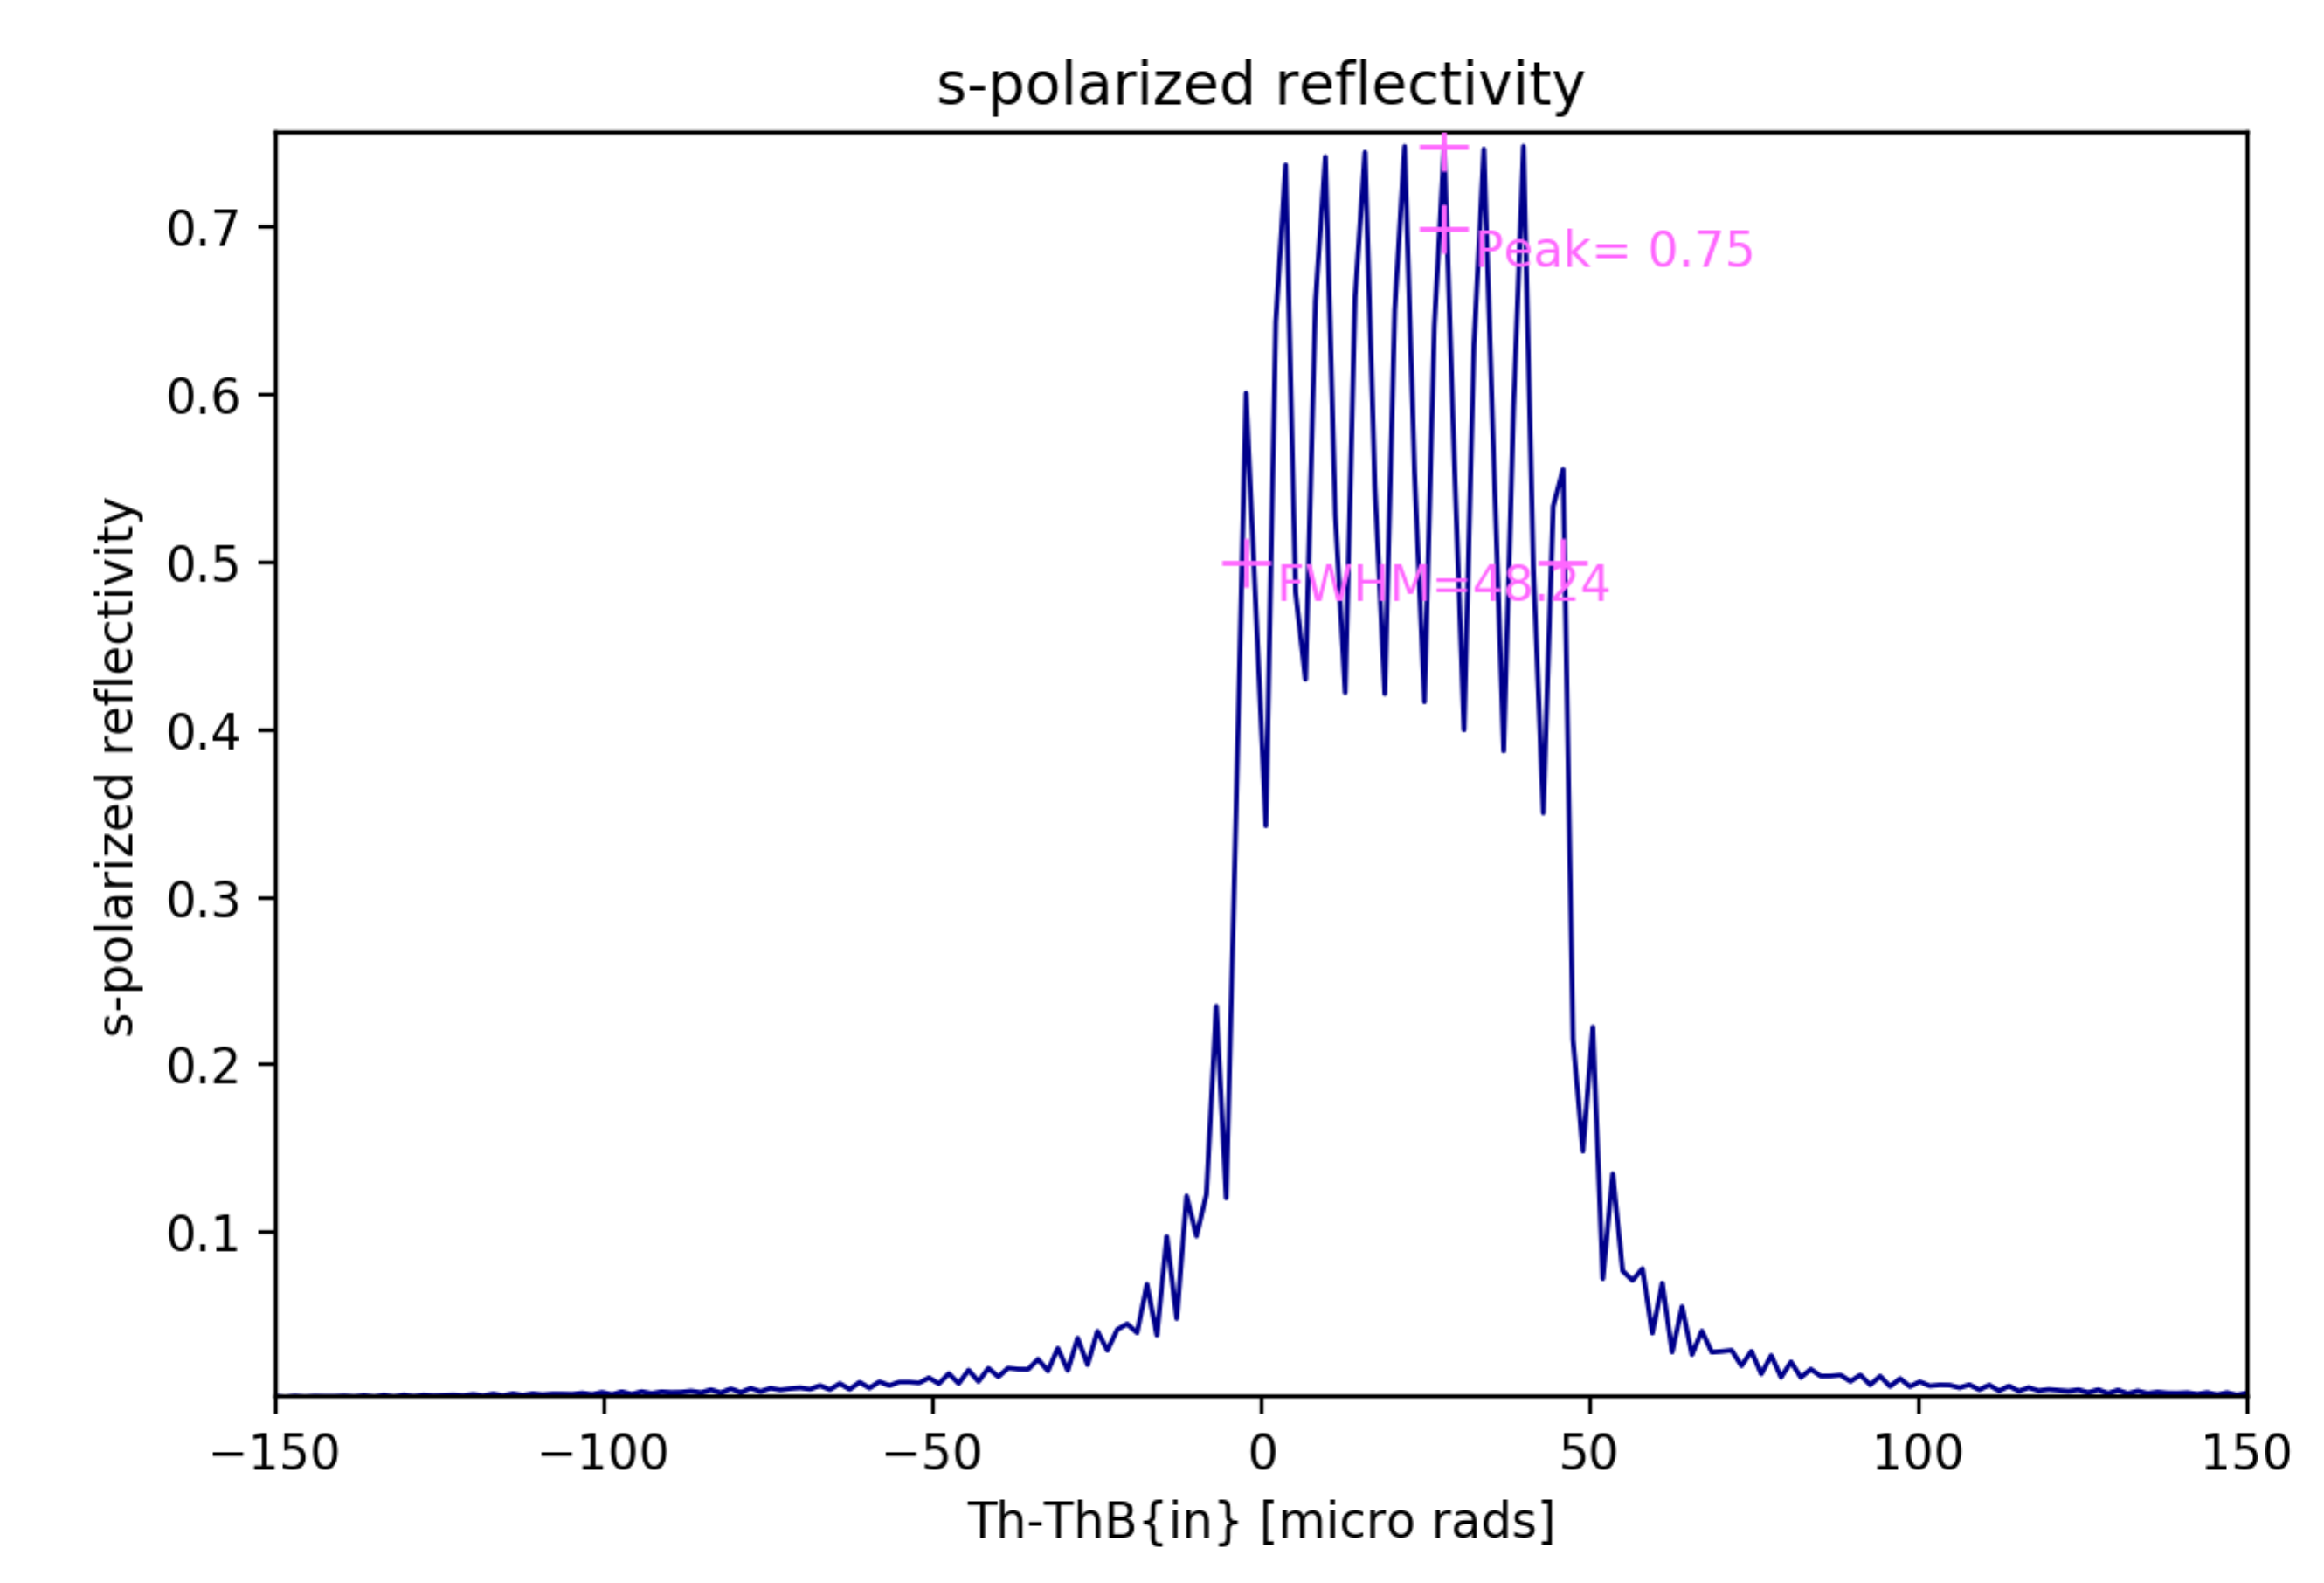 s-polarized reflectivity
s-polarized reflectivity
0.7
0.6
0.5
0.4
0.3
0.2
0.1
Peak= 0.75
FWHM=48.24
−150
−100
−50
0
50
100
150
Th-ThB{in} [micro rads]